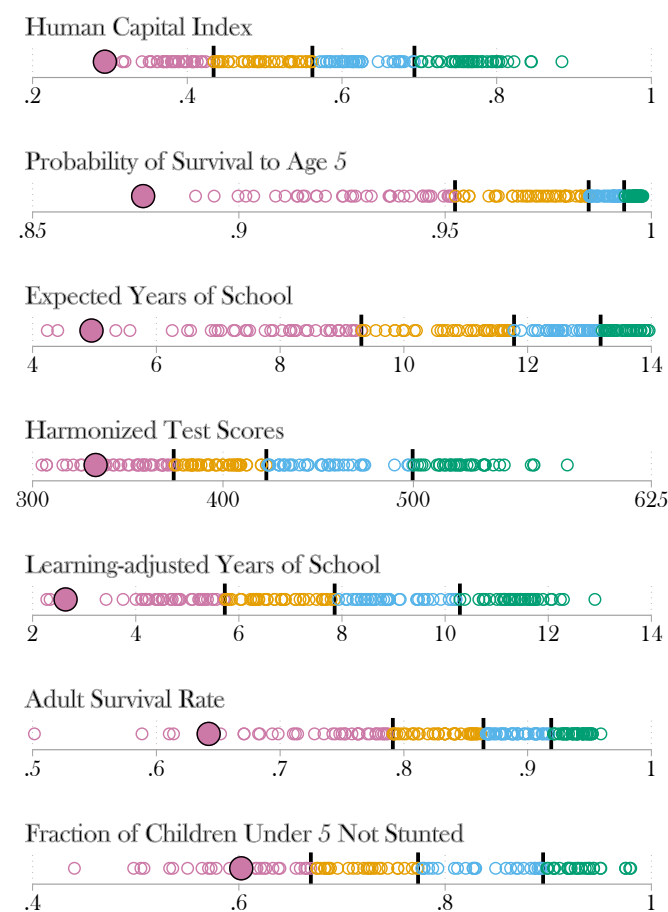 Human Capital Index
.2 .4 .6 .8 1
Probability of Survival to Age 5
.85 .9 .95 1
Expected Years of School
4 6 8 10 12 14
Harmonized Test Scores
300 400 500 625
Learning-adjusted Years of School
2 4 6 8 10 12 14
Adult Survival Rate
.5 .6 .7 .8 .9 1
Fraction of Children Under 5 Not Stunted
.4 .6 .8 1